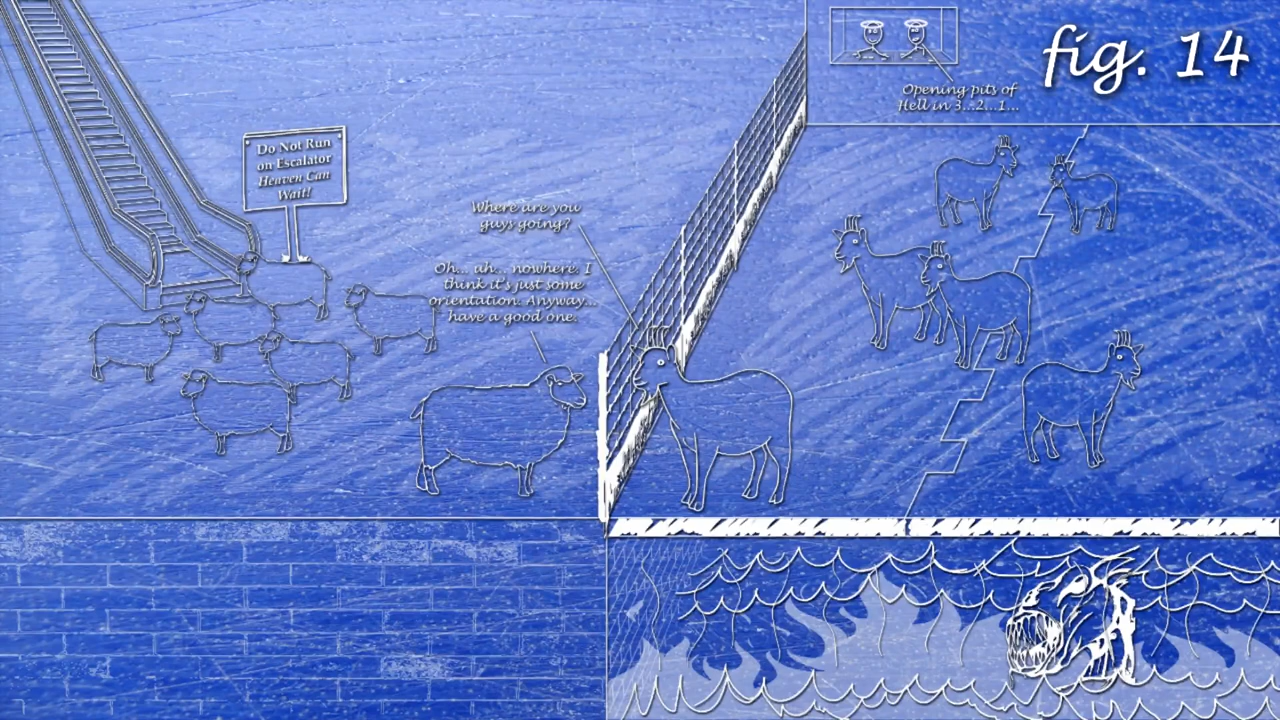 fig. 14
Opening pits of
Hell in 3...2...1...
Do Not Run
on Escalator
Heaven Can
Wait!
Where are you
guys going?
Oh... uh... nowhere. I
think it's just some
orientation. Anyway...
have a good one.